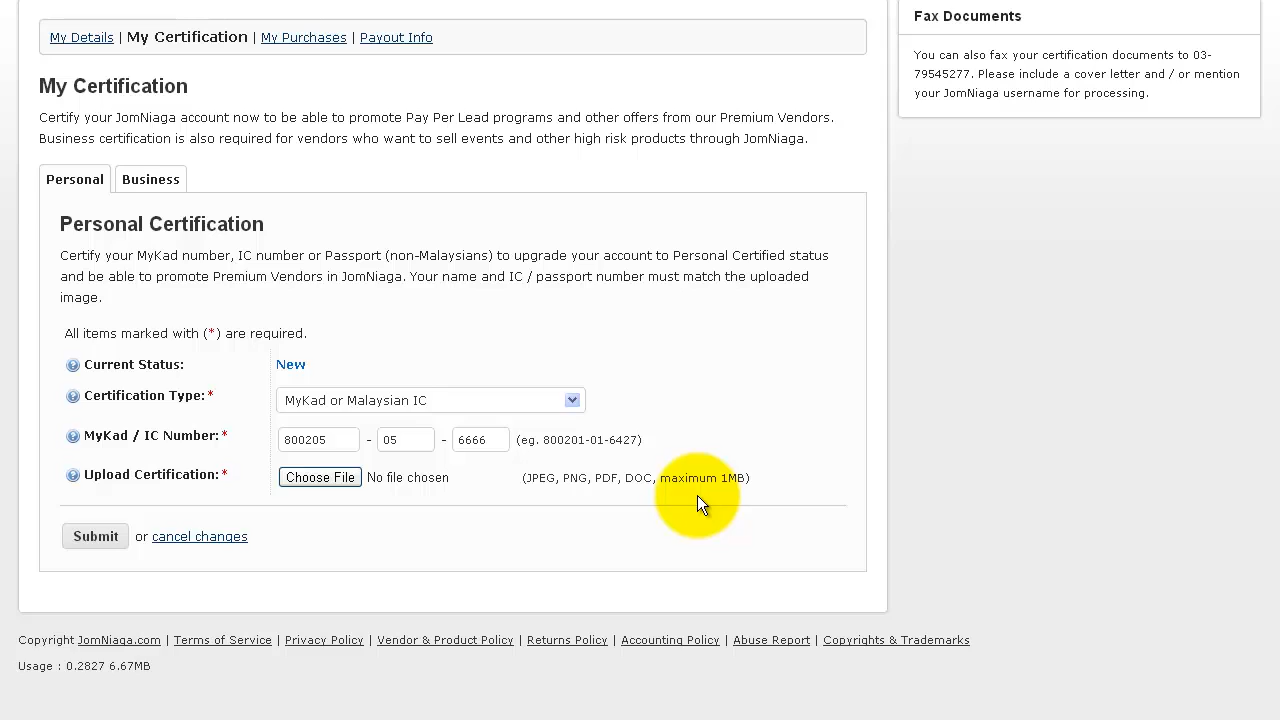 My Details | My Certification | My Purchases | Payout Info
My Certification
Certify your JomNiaga account now to be able to promote Pay Per Lead programs and other offers from our Premium Vendors.
Business certification is also required for vendors who want to sell events and other high risk products through JomNiaga.
Personal
Business
Personal Certification
Certify your MyKad number, IC number or Passport (non-Malaysians) to upgrade your account to Personal Certified status
and be able to promote Premium Vendors in JomNiaga. Your name and IC / passport number must match the uploaded
image.
All items marked with (*) are required.
Current Status: New
Certification Type:* MyKad or Malaysian IC
MyKad / IC Number:* 800205 - 05 - 6666 (eg. 800201-01-6427)
Upload Certification:* Choose File No file chosen (JPEG, PNG, PDF, DOC, maximum 1MB)
Submit or cancel changes
Fax Documents
You can also fax your certification documents to 03-
79545277. Please include a cover letter and / or mention
your JomNiaga username for processing.
Copyright JomNiaga.com | Terms of Service | Privacy Policy | Vendor & Product Policy | Returns Policy | Accounting Policy | Abuse Report | Copyrights & Trademarks
Usage : 0.2827 6.67MB